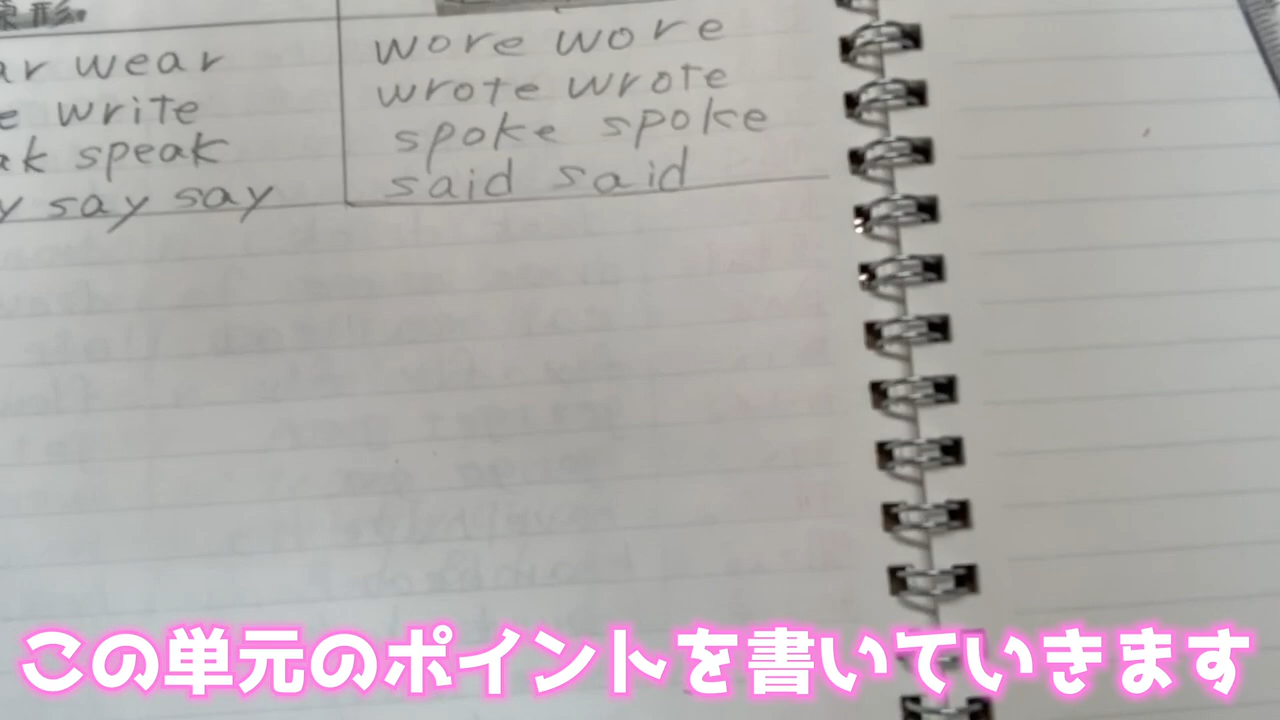 形
wear wore wore
write wrote wrote
speak spoke spoke
say say said said
この単元のポイントを書いていきます